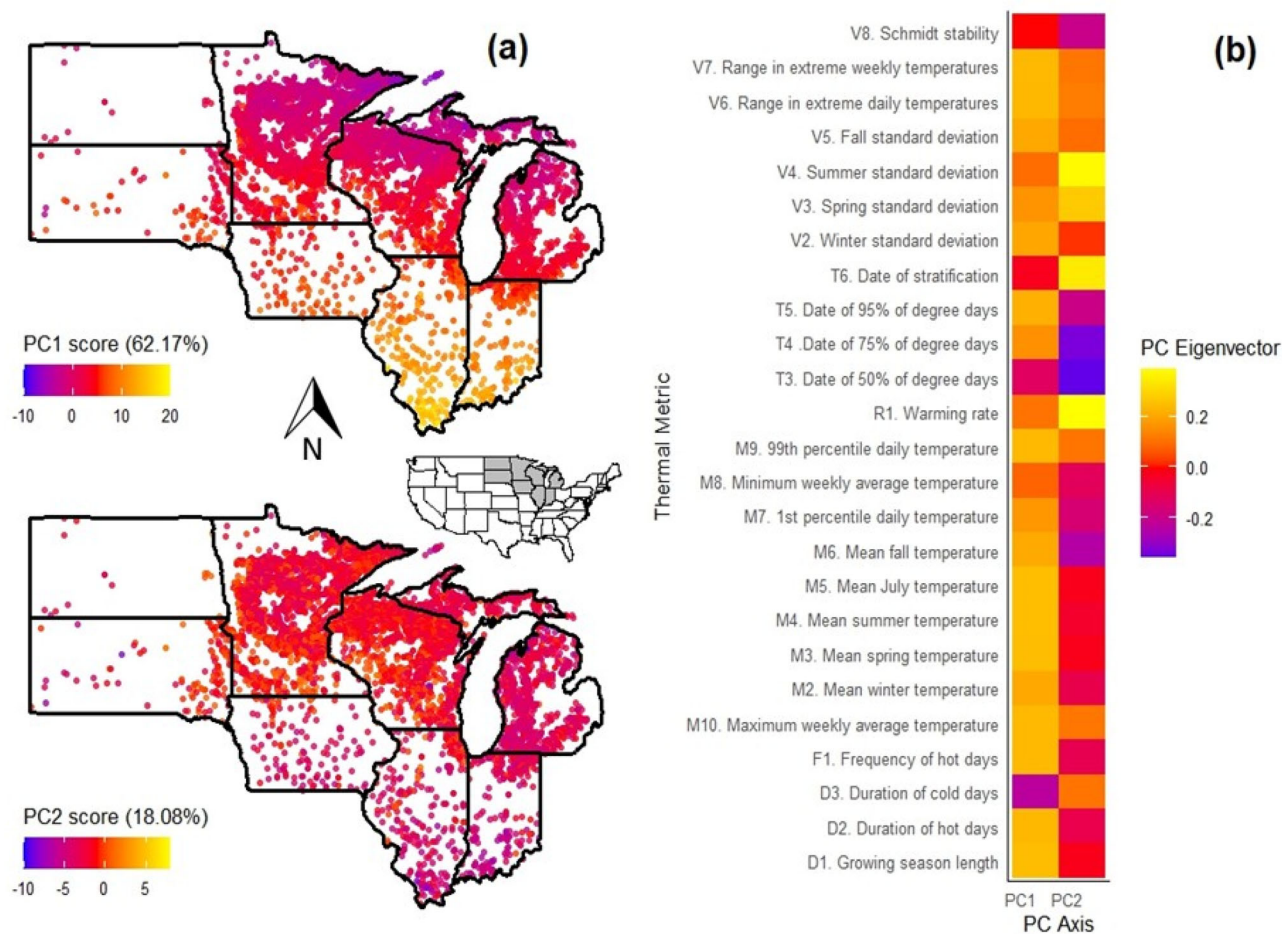 (a)
PC1 score (62.17%)
-10 0 10 20
N
PC2 score (18.08%)
-10 -5 0 5
(b)
Thermal Metric
V8. Schmidt stability
V7. Range in extreme weekly temperatures
V6. Range in extreme daily temperatures
V5. Fall standard deviation
V4. Summer standard deviation
V3. Spring standard deviation
V2. Winter standard deviation
T6. Date of stratification
T5. Date of 95% of degree days
T4 .Date of 75% of degree days
T3. Date of 50% of degree days
R1. Warming rate
M9. 99th percentile daily temperature
M8. Minimum weekly average temperature
M7. 1st percentile daily temperature
M6. Mean fall temperature
M5. Mean July temperature
M4. Mean summer temperature
M3. Mean spring temperature
M2. Mean winter temperature
M10. Maximum weekly average temperature
F1. Frequency of hot days
D3. Duration of cold days
D2. Duration of hot days
D1. Growing season length
PC1 PC2
PC Axis
PC Eigenvector
0.2
0.0
-0.2